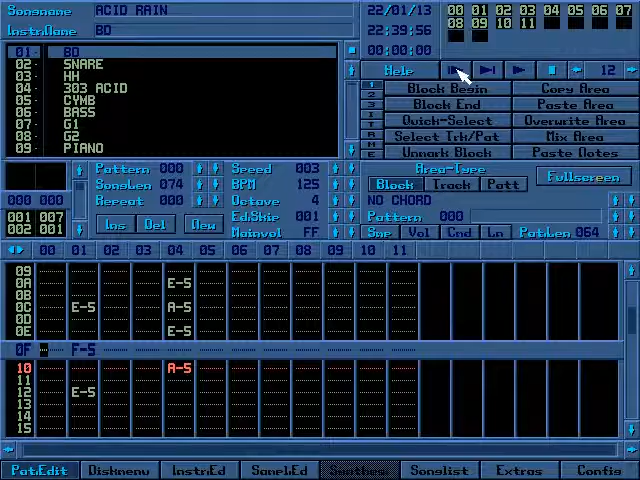 Songname ACID RAIN
InstrName BD
22/01/13
22:39:56
00:00:00
00 01 02 03 04 05 06 07
08 09 10 11
01· BD
02· SNARE
03· HH
04· 303 ACID
05· CYMB
06· BASS
07· G1
08· G2
09· PIANO
Help 12
1 2 3 I T R M E
Block Begin Copy Area
Block End Paste Area
Quick-Select Overwrite Area
Select Trk/Pat Mix Area
Unmark Block Paste Notes
Area-Type
Block Track Patt Fullscreen
NO CHORD
Pattern 000
Smp Vol Cmd Ln PatLen 064
000 000
001 007
002 001
Pattern 000 Speed 003
SongLen 074 BPM 125
Repeat 000 Octave 4
EdiSkip 001
Ins Del New Mainvol FF
00 01 02 03 04 05 06 07 08 09 10 11
09
0A E-5
0B
0C E-5 A-5
0D
0E E-5
0F F-5
10 A-5
11
12 E-5
13
14
15
PatEdit Diskmenu InstrEd SamplEd Synthes. Songlist Extras Config